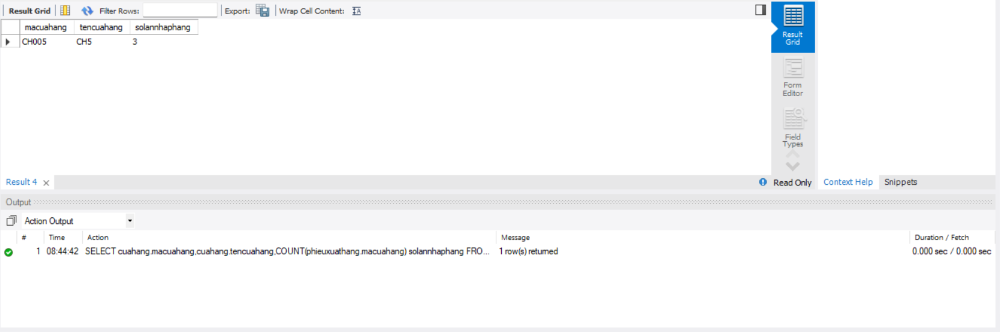 Result Grid Filter Rows: Export: Wrap Cell Content:
macuahang tencuahang solannhaphang
CH005 CH5 3
Result
Grid
Form
Editor
Field
Types
Result 4 Read Only Context Help Snippets
Output
Action Output
# Time Action Message Duration / Fetch
1 08:44:42 SELECT cuahang.macuahang,cuahang.tencuahang,COUNT(phieuxuathang.macuahang) solannhaphang FRO... 1 row(s) returned 0.000 sec / 0.000 sec